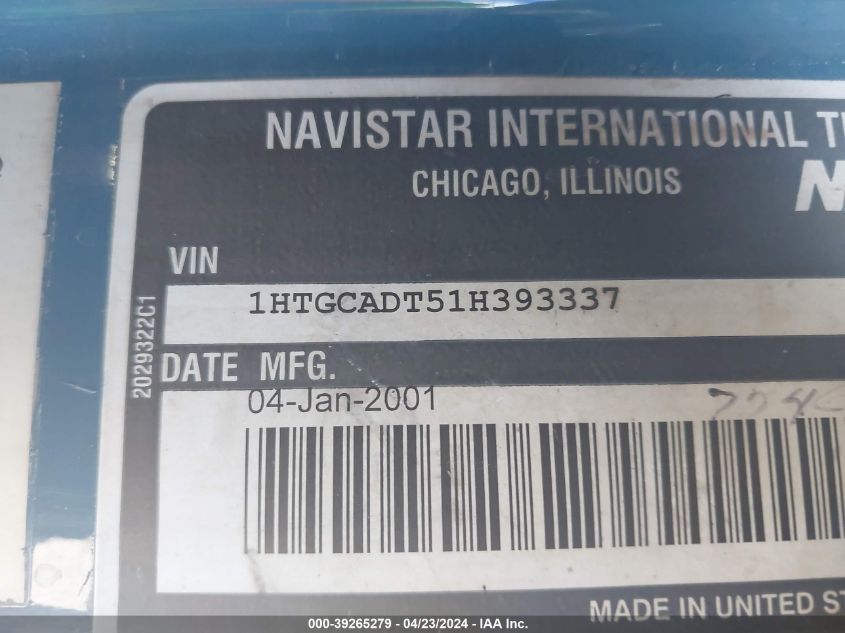 NAVISTAR INTERNATIONAL T
CHICAGO, ILLINOIS
N
VIN
1HTGCADT51H393337
2029322C1
DATE MFG.
04-Jan-2001
MADE IN UNITED ST
000-39265279 - 04/23/2024 - IAA Inc.